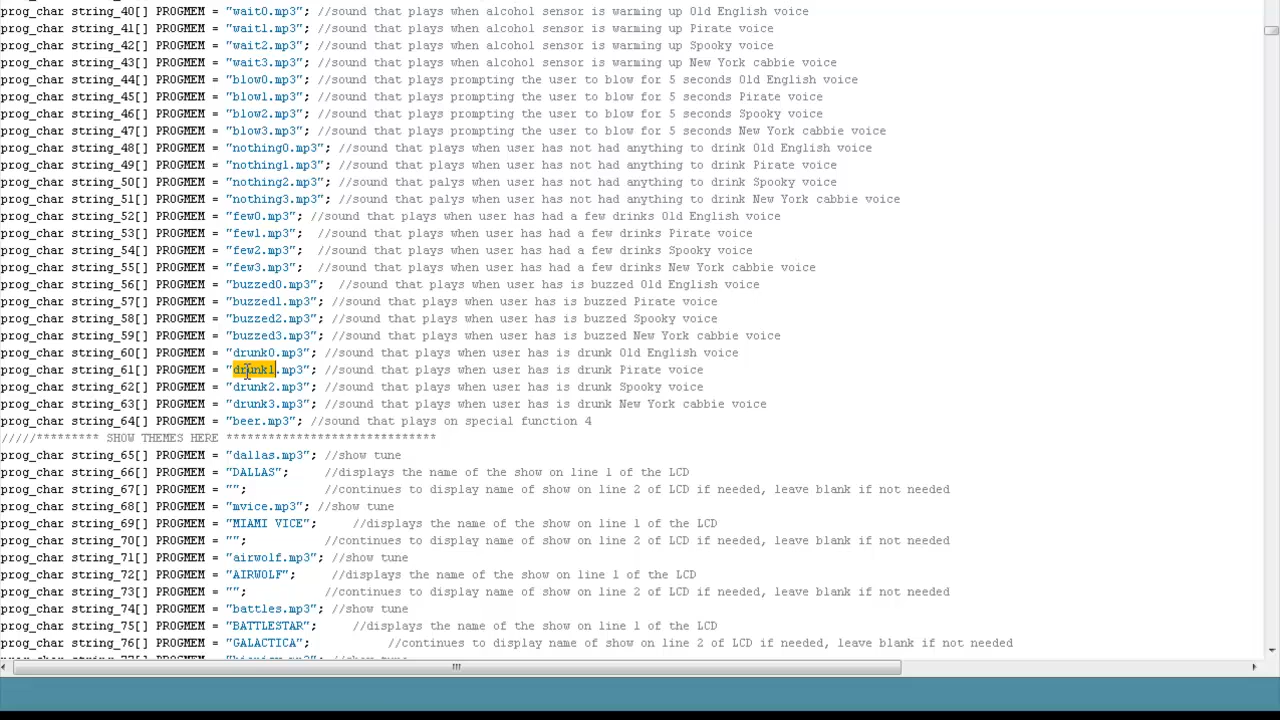 prog_char string_40[] PROGMEM = "wait0.mp3"; //sound that plays when alcohol sensor is warming up Old English voice
prog_char string_41[] PROGMEM = "wait1.mp3"; //sound that plays when alcohol sensor is warming up Pirate voice
prog_char string_42[] PROGMEM = "wait2.mp3"; //sound that plays when alcohol sensor is warming up Spooky voice
prog_char string_43[] PROGMEM = "wait3.mp3"; //sound that plays when alcohol sensor is warming up New York cabbie voice
prog_char string_44[] PROGMEM = "blow0.mp3"; //sound that plays prompting the user to blow for 5 seconds Old English voice
prog_char string_45[] PROGMEM = "blow1.mp3"; //sound that plays prompting the user to blow for 5 seconds Pirate voice
prog_char string_46[] PROGMEM = "blow2.mp3"; //sound that plays prompting the user to blow for 5 seconds Spooky voice
prog_char string_47[] PROGMEM = "blow3.mp3"; //sound that plays prompting the user to blow for 5 seconds New York cabbie voice
prog_char string_48[] PROGMEM = "nothing0.mp3"; //sound that plays when user has not had anything to drink Old English voice
prog_char string_49[] PROGMEM = "nothing1.mp3"; //sound that plays when user has not had anything to drink Pirate voice
prog_char string_50[] PROGMEM = "nothing2.mp3"; //sound that palys when user has not had anything to drink Spooky voice
prog_char string_51[] PROGMEM = "nothing3.mp3"; //sound that palys when user has not had anything to drink New York cabbie voice
prog_char string_52[] PROGMEM = "few0.mp3"; //sound that plays when user has had a few drinks Old English voice
prog_char string_53[] PROGMEM = "few1.mp3";  //sound that plays when user has had a few drinks Pirate voice
prog_char string_54[] PROGMEM = "few2.mp3";  //sound that plays when user has had a few drinks Spooky voice
prog_char string_55[] PROGMEM = "few3.mp3";  //sound that plays when user has had a few drinks New York cabbie voice
prog_char string_56[] PROGMEM = "buzzed0.mp3";  //sound that plays when user has is buzzed Old English voice
prog_char string_57[] PROGMEM = "buzzed1.mp3"; //sound that plays when user has is buzzed Pirate voice
prog_char string_58[] PROGMEM = "buzzed2.mp3"; //sound that plays when user has is buzzed Spooky voice
prog_char string_59[] PROGMEM = "buzzed3.mp3"; //sound that plays when user has is buzzed New York cabbie voice
prog_char string_60[] PROGMEM = "drunk0.mp3"; //sound that plays when user has is drunk Old English voice
prog_char string_61[] PROGMEM = "drunk1.mp3"; //sound that plays when user has is drunk Pirate voice
prog_char string_62[] PROGMEM = "drunk2.mp3"; //sound that plays when user has is drunk Spooky voice
prog_char string_63[] PROGMEM = "drunk3.mp3"; //sound that plays when user has is drunk New York cabbie voice
prog_char string_64[] PROGMEM = "beer.mp3"; //sound that plays on special function 4
/////********* SHOW THEMES HERE ******************************
prog_char string_65[] PROGMEM = "dallas.mp3"; //show tune
prog_char string_66[] PROGMEM = "DALLAS";     //displays the name of the show on line 1 of the LCD
prog_char string_67[] PROGMEM = "";           //continues to display name of show on line 2 of LCD if needed, leave blank if not needed
prog_char string_68[] PROGMEM = "mvice.mp3"; //show tune
prog_char string_69[] PROGMEM = "MIAMI VICE";     //displays the name of the show on line 1 of the LCD
prog_char string_70[] PROGMEM = "";           //continues to display name of show on line 2 of LCD if needed, leave blank if not needed
prog_char string_71[] PROGMEM = "airwolf.mp3"; //show tune
prog_char string_72[] PROGMEM = "AIRWOLF";     //displays the name of the show on line 1 of the LCD
prog_char string_73[] PROGMEM = "";           //continues to display name of show on line 2 of LCD if needed, leave blank if not needed
prog_char string_74[] PROGMEM = "battles.mp3"; //show tune
prog_char string_75[] PROGMEM = "BATTLESTAR";     //displays the name of the show on line 1 of the LCD
prog_char string_76[] PROGMEM = "GALACTICA";           //continues to display name of show on line 2 of LCD if needed, leave blank if not needed